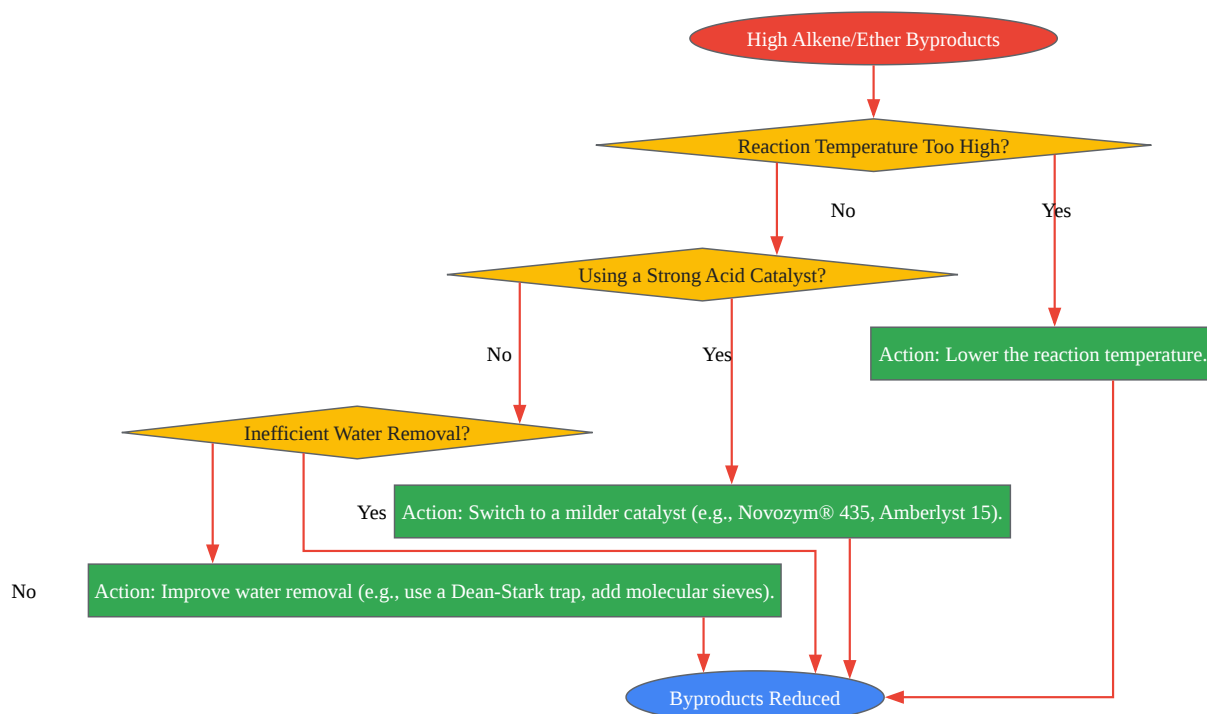 High Alkene/Ether Byproducts
Reaction Temperature Too High?
No
Yes
Using a Strong Acid Catalyst?
No
Yes
Action: Lower the reaction temperature.
Inefficient Water Removal?
Yes
Action: Switch to a milder catalyst (e.g., Novozym® 435, Amberlyst 15).
No
Action: Improve water removal (e.g., use a Dean-Stark trap, add molecular sieves).
Byproducts Reduced